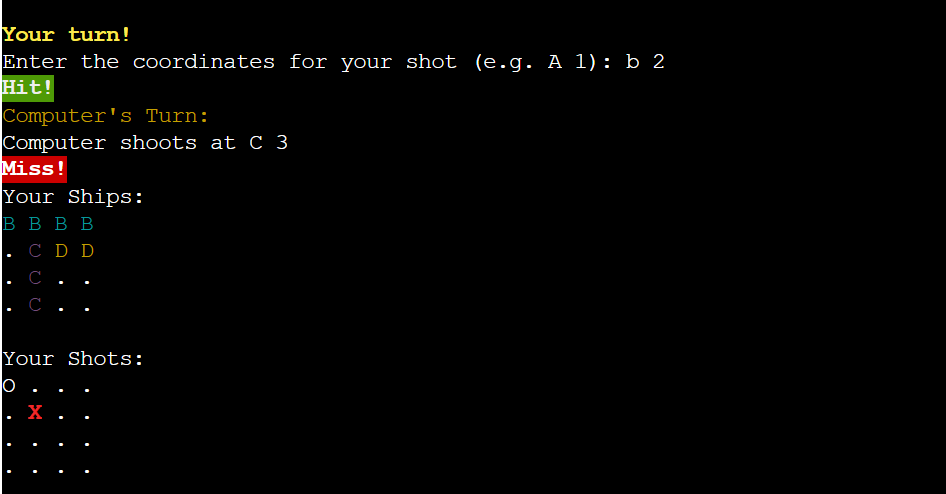 Your turn!
Enter the coordinates for your shot (e.g. A 1): b 2
Hit!
Computer's Turn:
Computer shoots at C 3
Miss!
Your Ships:
B B B B
. C D D
. C . .
. C . .
Your Shots:
O . . .
. X . .
. . . .
. . . .